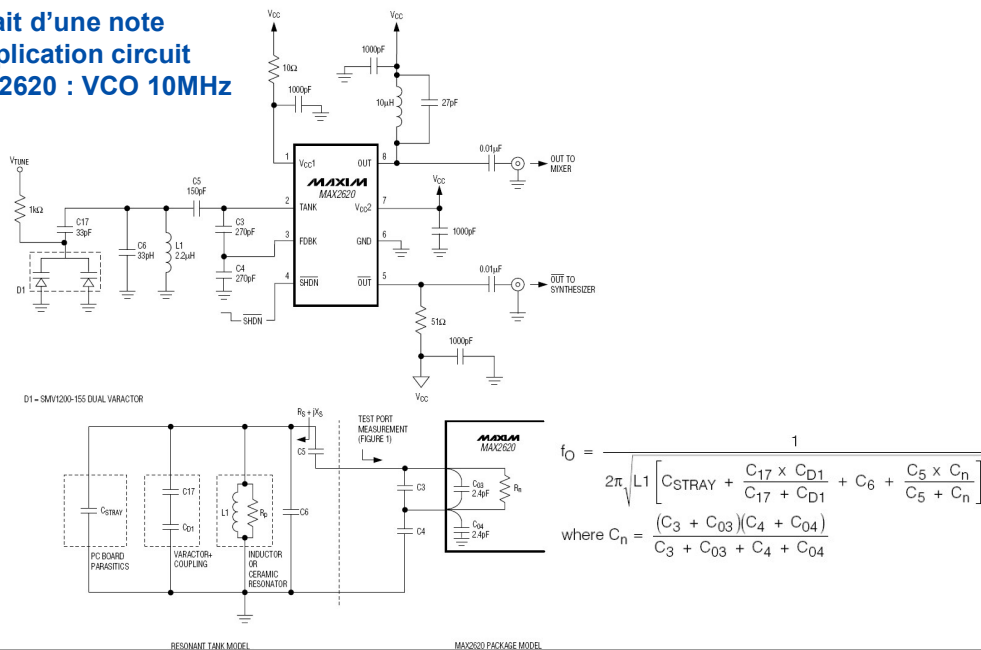 ait d’une note
plication circuit
2620 : VCO 10MHz
VCC
10Ω
1000pF
VCC
1000pF
10µH
27pF
VTUNE
1kΩ
C17
33pF
D1
C6
33pH
L1
2.2µH
C5
150pF
C3
270pF
C4
270pF
SHDN
1
VCC1
2
TANK
3
FDBK
4
SHDN
MAXIM
MAX2620
OUT
8
VCC2
7
GND
6
OUT
5
0.01µF
OUT TO
MIXER
VCC
1000pF
0.01µF
OUT TO
SYNTHESIZER
51Ω
1000pF
VCC
D1 = SMV1200-155 DUAL VARACTOR
RS + jXS
C5
TEST PORT
MEASUREMENT
(FIGURE 1)
CSTRAY
PC BOARD
PARASITICS
C17
CD1
VARACTOR+
COUPLING
L1
Rp
INDUCTOR
OR
CERAMIC
RESONATOR
C6
C3
C4
MAXIM
MAX2620
C03
2.4pF
Rn
C04
2.4pF
RESONANT TANK MODEL
MAX2620 PACKAGE MODEL
fO = 1
2π√L1 [CSTRAY + C17 x CD1 / C17 + CD1 + C6 + C5 x Cn / C5 + Cn]
where Cn = (C3 + C03)(C4 + C04)
C3 + C03 + C4 + C04